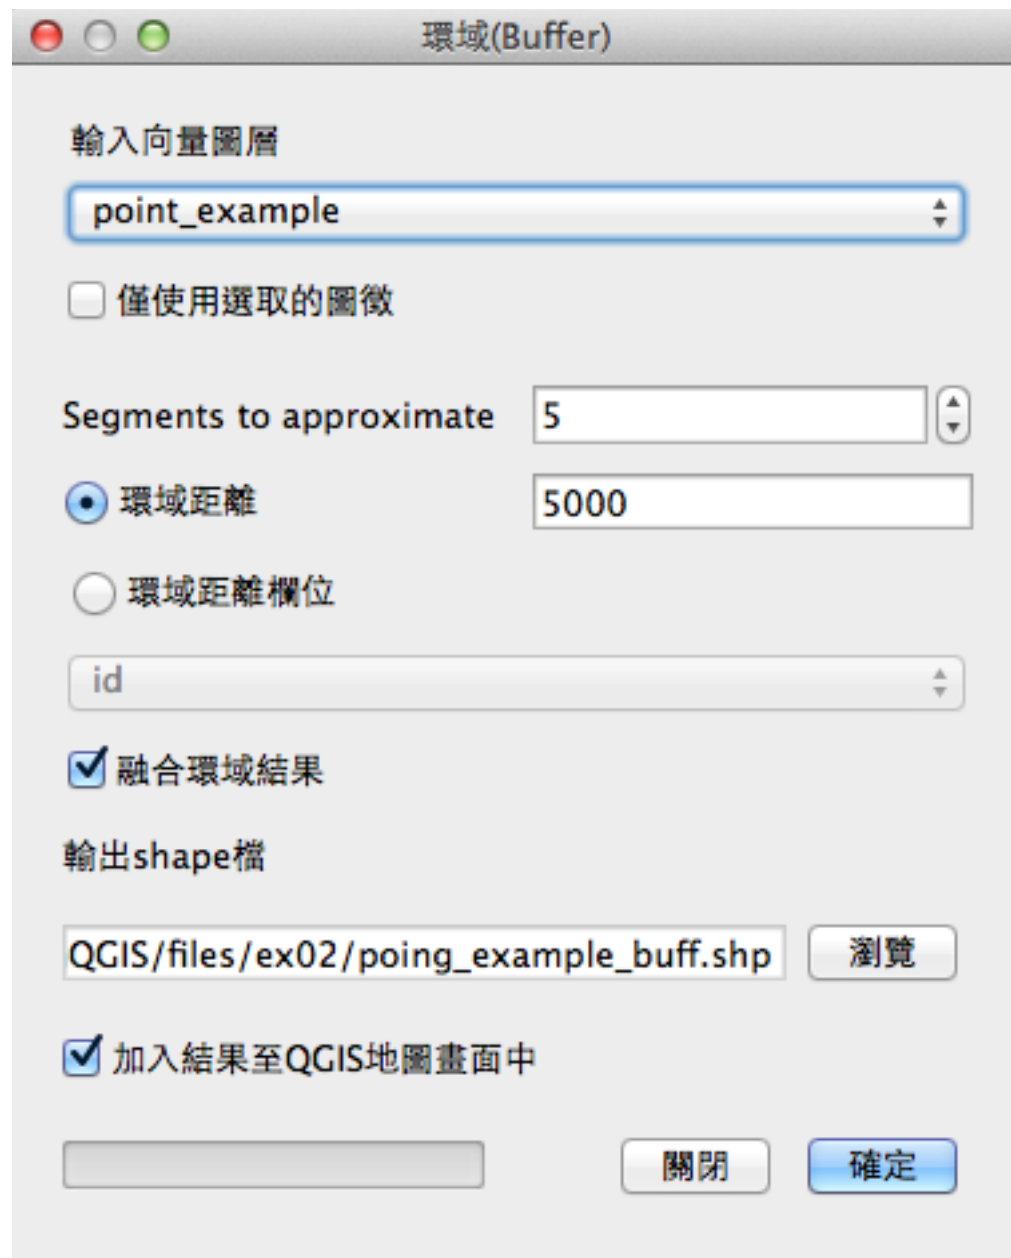 環域(Buffer)
輸入向量圖層
point_example
僅使用選取的圖徵
Segments to approximate 5
環域距離 5000
環域距離欄位
id
融合環域結果
輸出shape檔
QGIS/files/ex02/poing_example_buff.shp 瀏覽
加入結果至QGIS地圖畫面中
關閉 確定